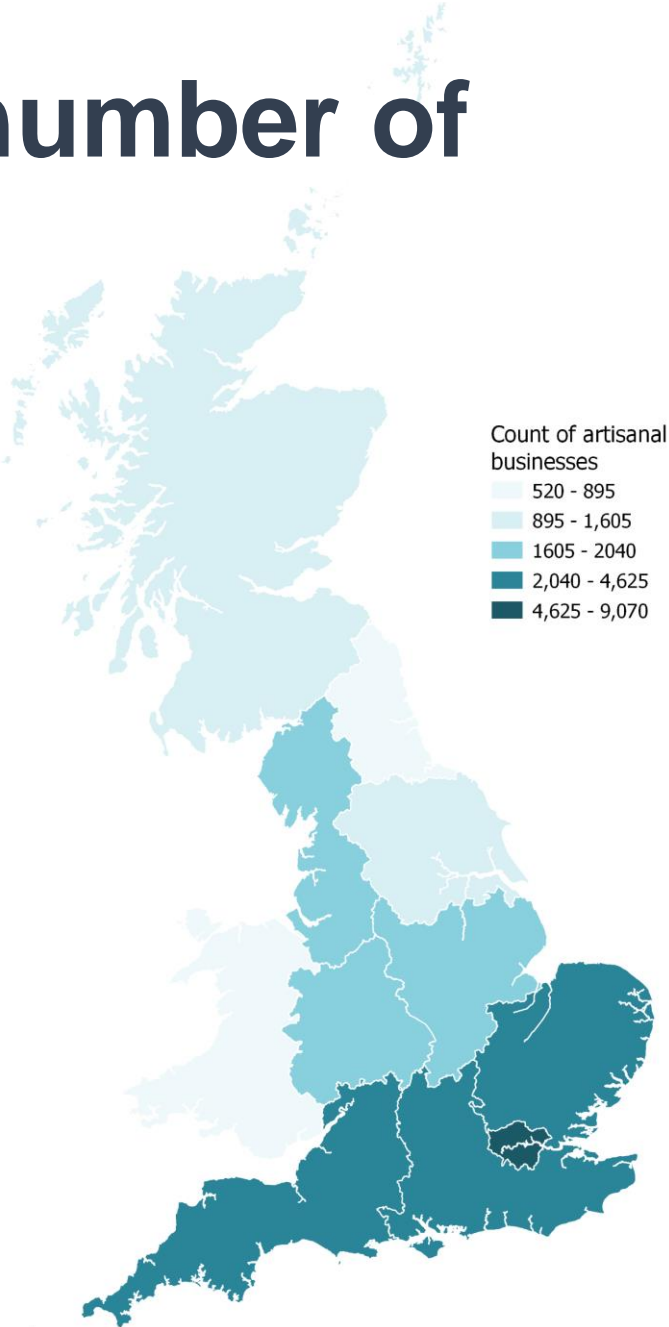 number of
Count of artisanal
businesses
520 - 895
895 - 1,605
1605 - 2040
2,040 - 4,625
4,625 - 9,070